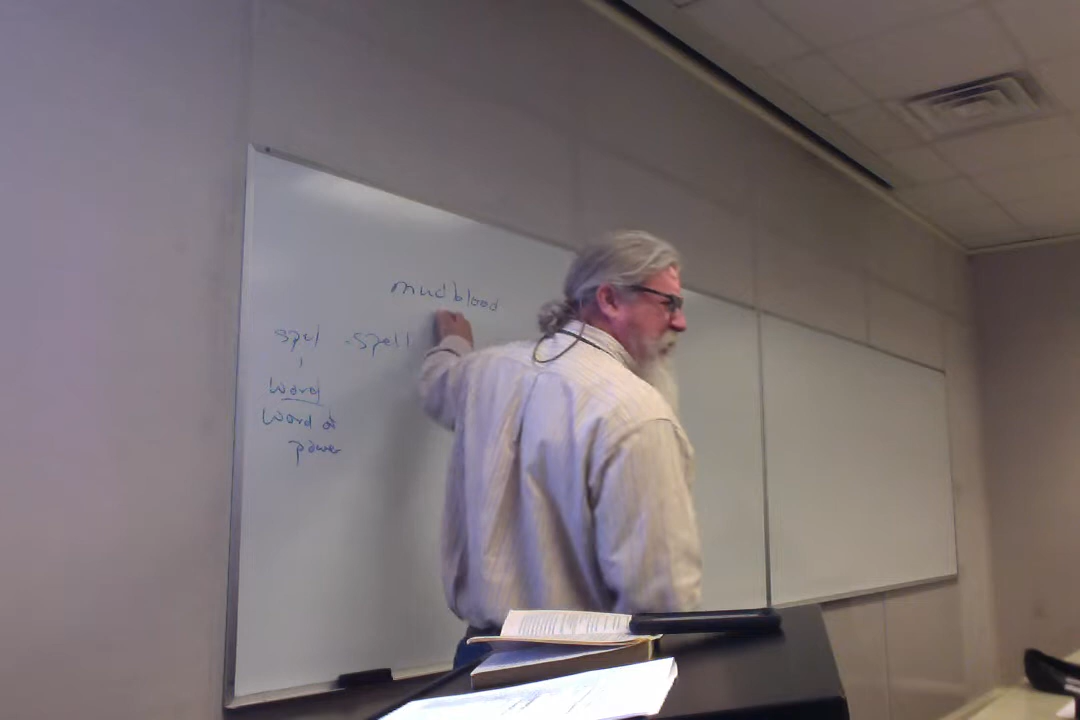 mudblood
spel . spell
word
word of
power